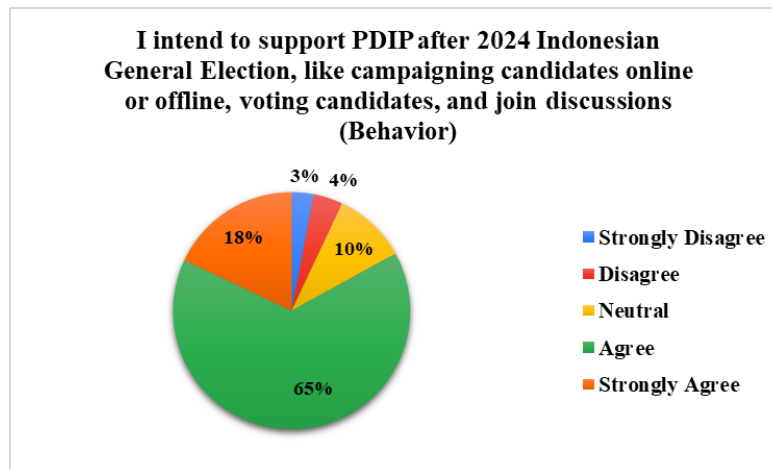 I intend to support PDIP after 2024 Indonesian
General Election, like campaigning candidates online
or offline, voting candidates, and join discussions
(Behavior)
3%
4%
18%
10%
65%
Strongly Disagree
Disagree
Neutral
Agree
Strongly Agree